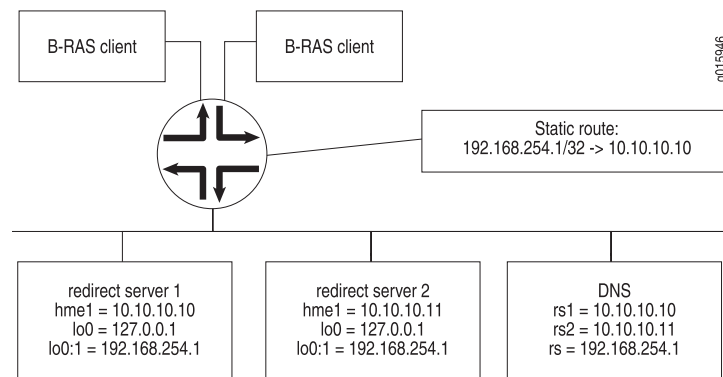 B-RAS client
B-RAS client
g015946
Static route:
192.168.254.1/32 -> 10.10.10.10
redirect server 1
hme1 = 10.10.10.10
lo0 = 127.0.0.1
lo0:1 = 192.168.254.1
redirect server 2
hme1 = 10.10.10.11
lo0 = 127.0.0.1
lo0:1 = 192.168.254.1
DNS
rs1 = 10.10.10.10
rs2 = 10.10.10.11
rs = 192.168.254.1